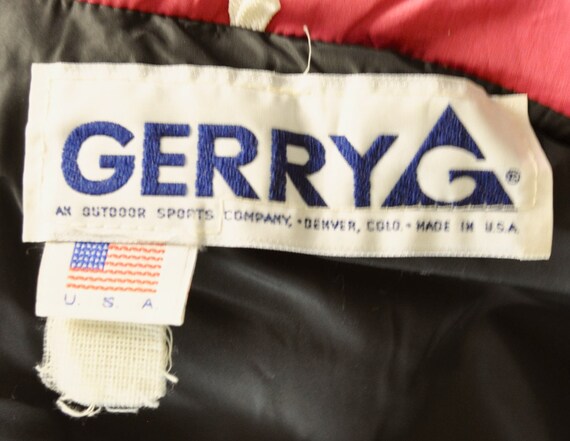 GERRY G®
AN OUTDOOR SPORTS COMPANY, • DENVER, COLO. • MADE IN U.S.A
U. S. A.